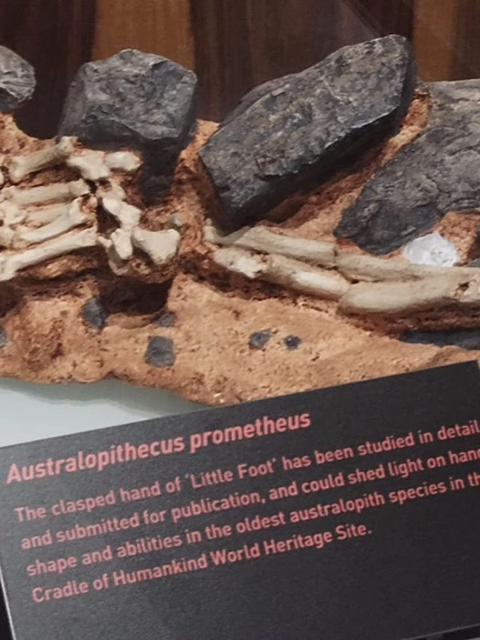 Australopithecus prometheus
The clasped hand of 'Little Foot' has been studied in detail
and submitted for publication, and could shed light on hand
shape and abilities in the oldest australopith species in th
Cradle of Humankind World Heritage Site.